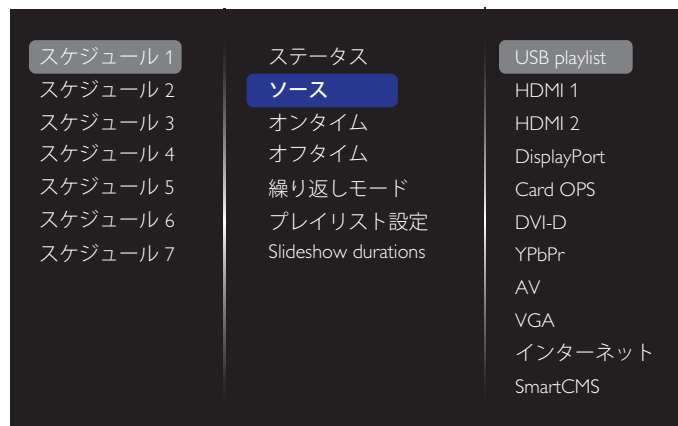 スケジュール 1
スケジュール 2
スケジュール 3
スケジュール 4
スケジュール 5
スケジュール 6
スケジュール 7
ステータス
ソース
オンタイム
オフタイム
繰り返しモード
プレイリスト設定
Slideshow durations
USB playlist
HDMI 1
HDMI 2
DisplayPort
Card OPS
DVI-D
YPbPr
AV
VGA
インターネット
SmartCMS